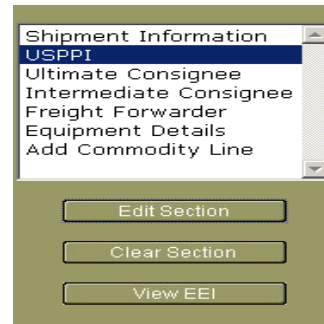 Shipment Information
USPPI
Ultimate Consignee
Intermediate Consignee
Freight Forwarder
Equipment Details
Add Commodity Line
Edit Section
Clear Section
View EEI